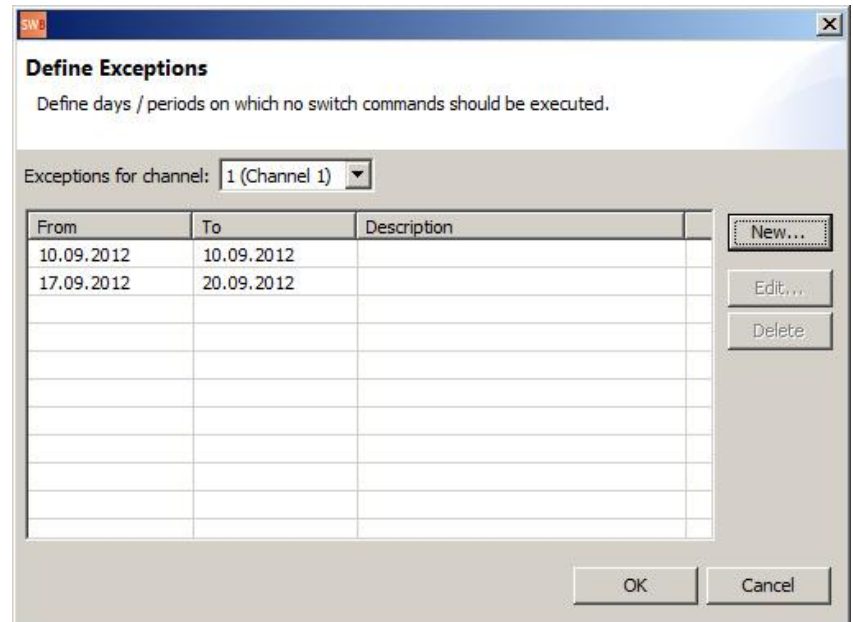 SW
Define Exceptions
Define days / periods on which no switch commands should be executed.
Exceptions for channel: 1 (Channel 1)
From To Description
New...
10.09.2012 10.09.2012
17.09.2012 20.09.2012
Edit...
Delete
OK Cancel